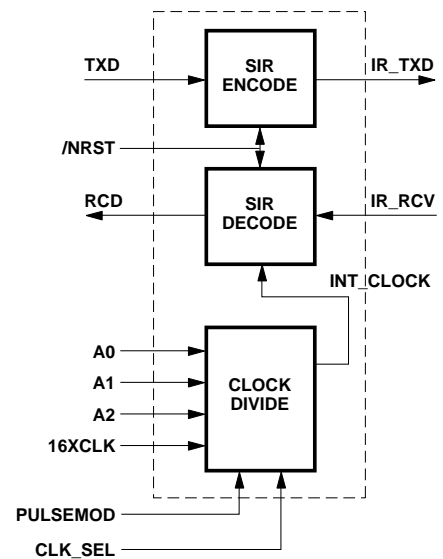 TXD
SIR
ENCODE
IR_TXD
/NRST
RCD
SIR
DECODE
IR_RCV
INT_CLOCK
A0
A1
A2
16XCLK
CLOCK
DIVIDE
PULSEMOD
CLK_SEL